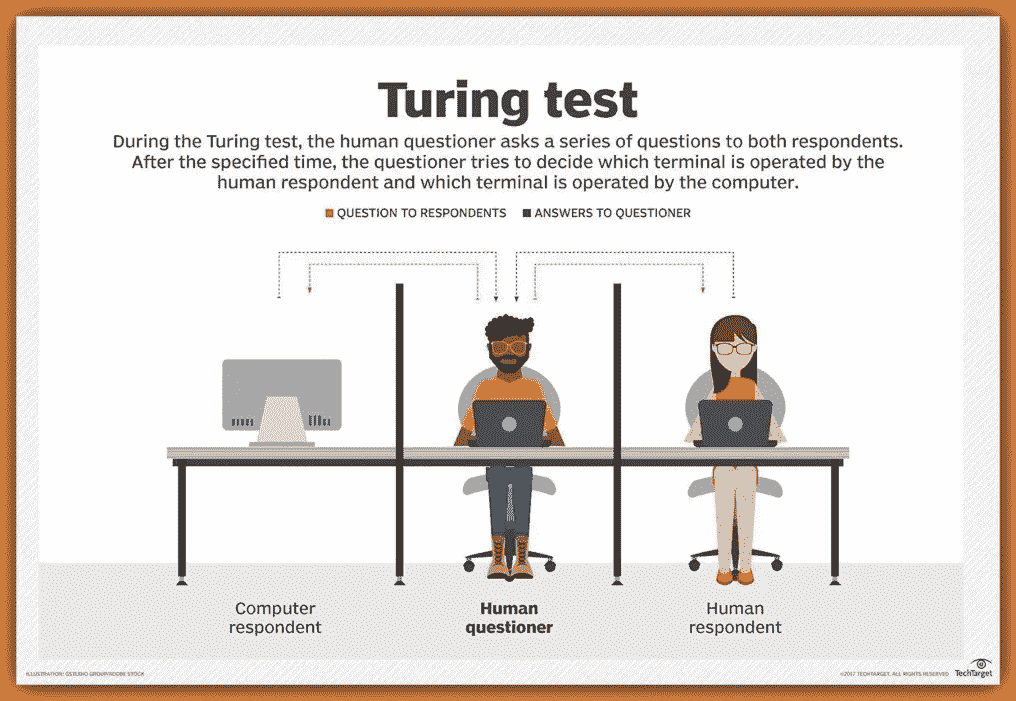 Turing test
During the Turing test, the human questioner asks a series of questions to both respondents.
After the specified time, the questioner tries to decide which terminal is operated by the
human respondent and which terminal is operated by the computer.
QUESTION TO RESPONDENTS ANSWERS TO QUESTIONER
Computer
respondent
Human
questioner
Human
respondent
ILLUSTRATION: GSTUDIO GROUP/ADOBE STOCK
©2017 TECHTARGET. ALL RIGHTS RESERVED TechTarget